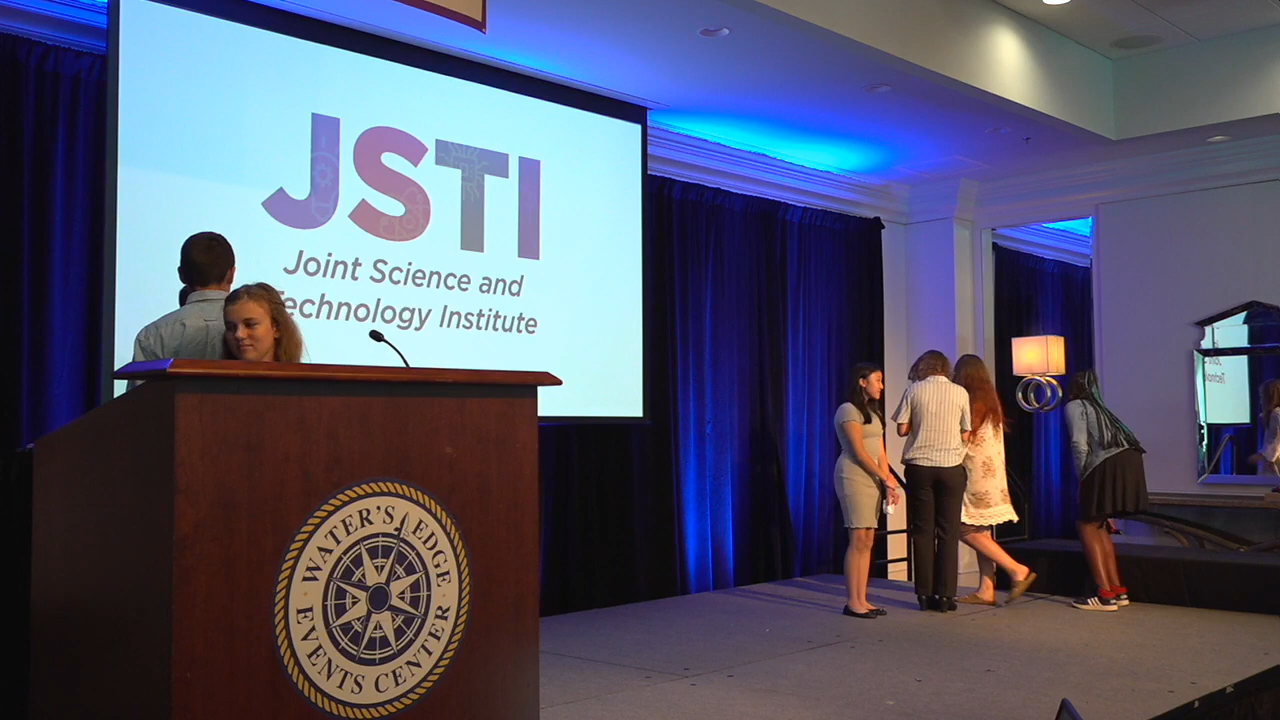 JSTI
Joint Science and
Technology Institute
WATER'S EDGE
EVENTS CENTER